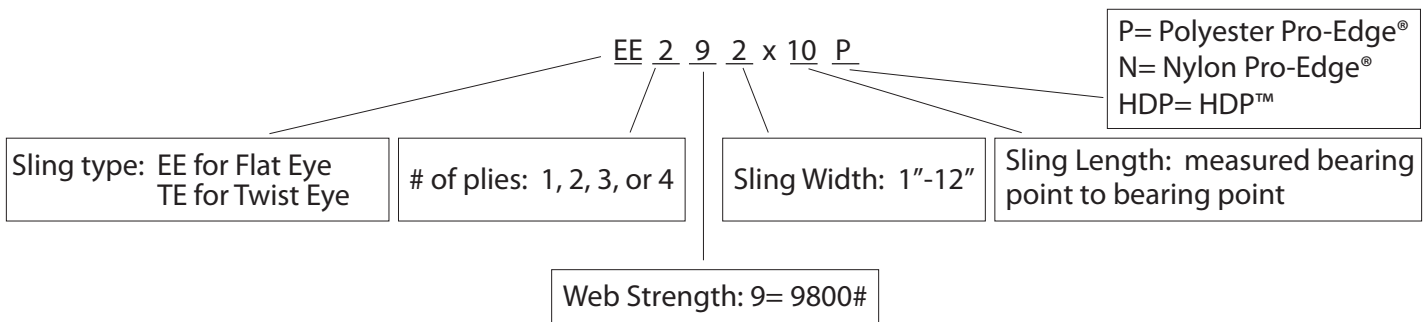 EE 2 9 2 x 10 P
P= Polyester Pro-Edge®
N= Nylon Pro-Edge®
HDP= HDP™
Sling type: EE for Flat Eye
TE for Twist Eye
# of plies: 1, 2, 3, or 4
Sling Width: 1”-12”
Sling Length: measured bearing
point to bearing point
Web Strength: 9= 9800#